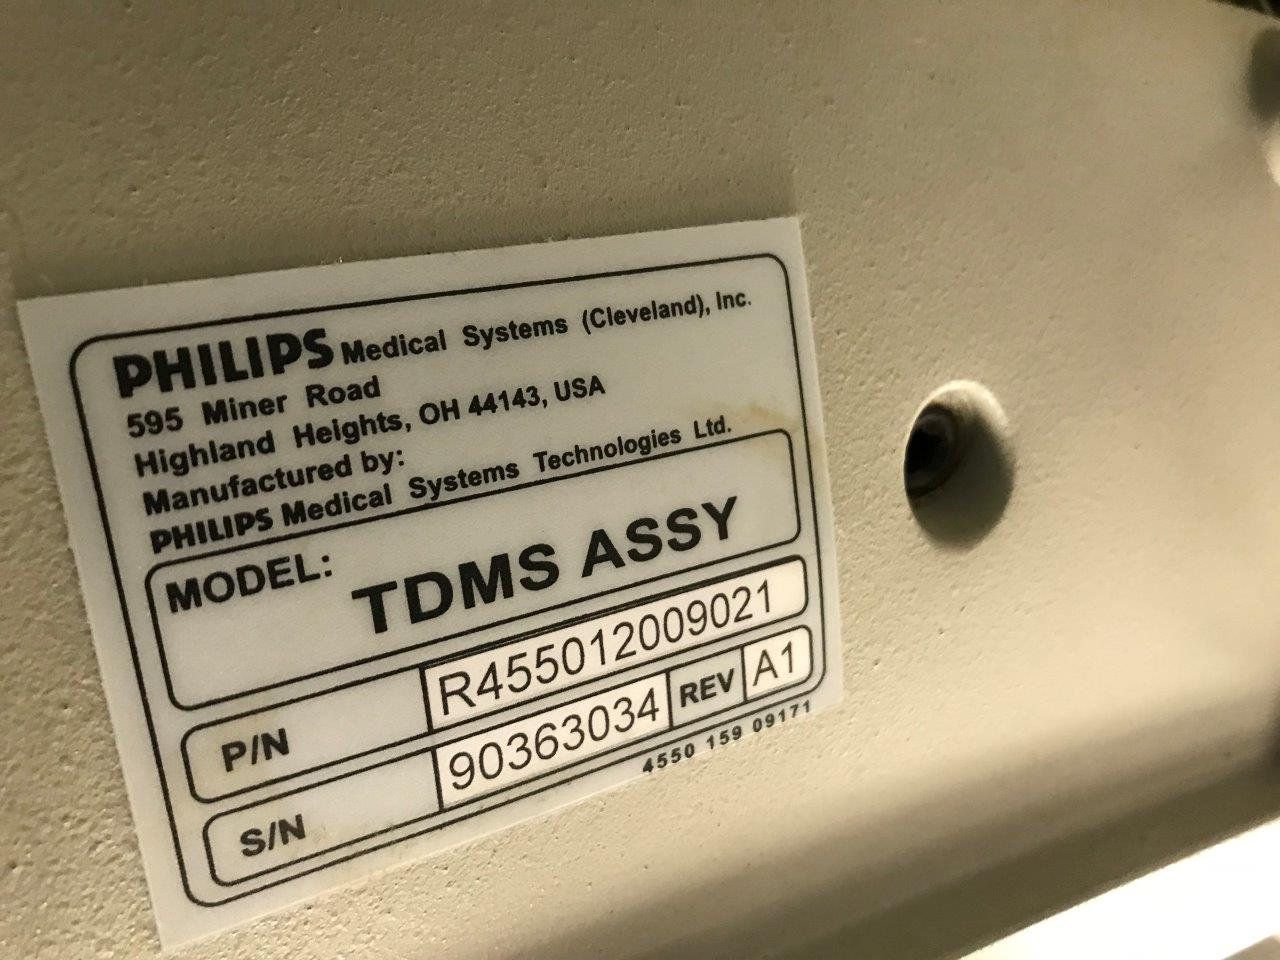 PHILIPS Medical Systems (Cleveland), Inc.
595 Miner Road
Highland Heights, OH 44143, USA
Manufactured by:
PHILIPS Medical Systems Technologies Ltd.
MODEL:
TDMS ASSY
P/N R455012009021
S/N 90363034 REV A1
4550 159 09171